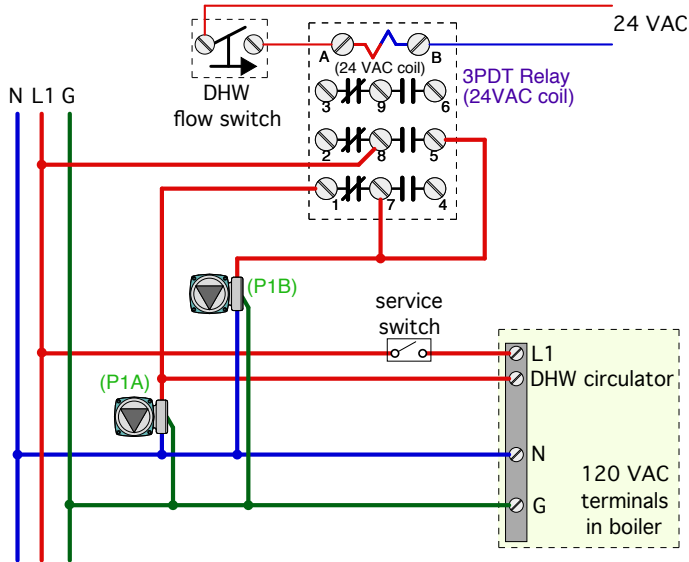 24 VAC
A
B
(24 VAC coil)
3PDT Relay
(24VAC coil)
DHW
flow switch
N L1 G
3
9
6
2
8
5
1
7
4
(P1B)
service
switch
(P1A)
L1
DHW circulator
N
G
120 VAC
terminals
in boiler